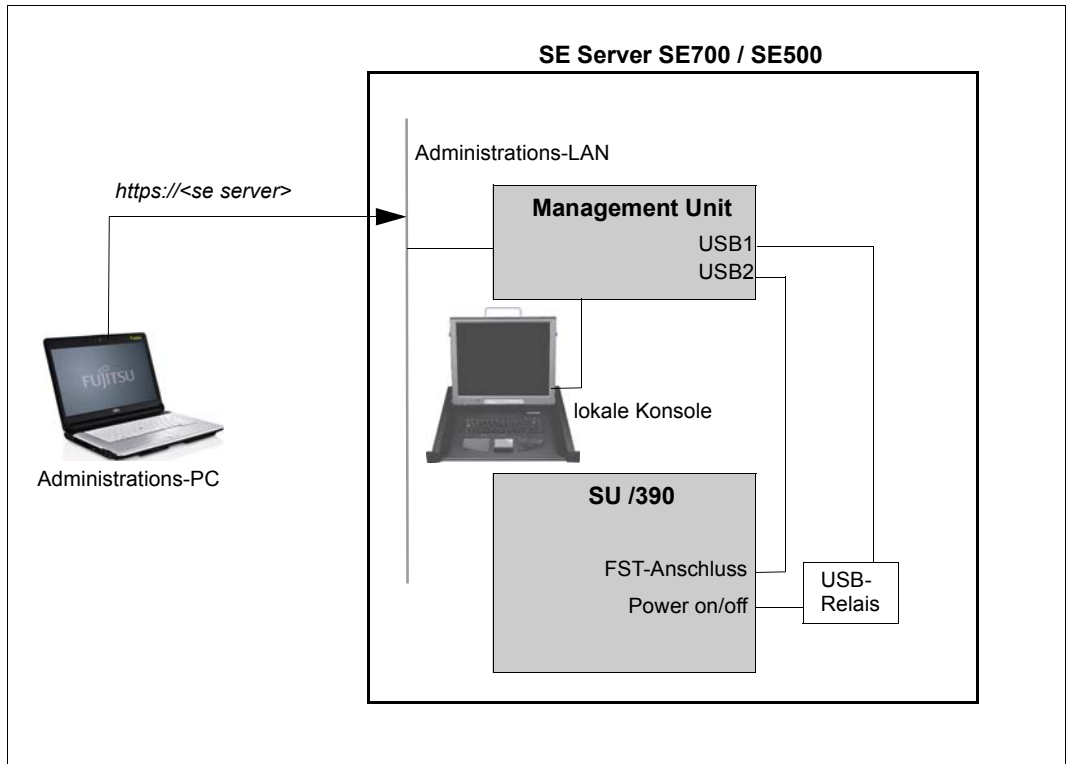 SE Server SE700 / SE500
Administrations-LAN
https://<se server>
Management Unit
USB1
USB2
FUJITSU
lokale Konsole
Administrations-PC
SU /390
FST-Anschluss
Power on/off
USB-
Relais